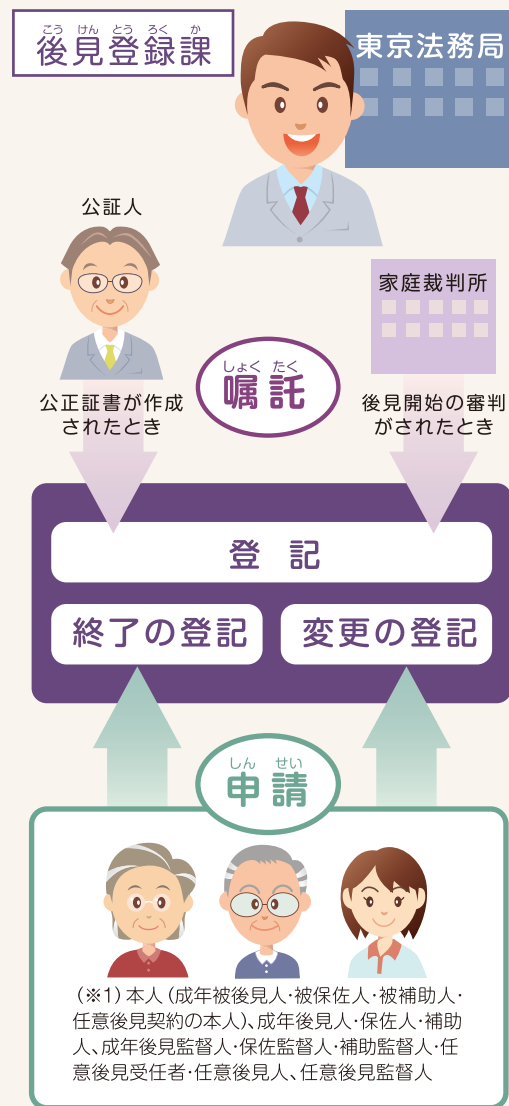 こうけんとうろくか
後見登録課
東京法務局
公証人
家庭裁判所
しょくたく
嘱託
公正証書が作成
されたとき
後見開始の審判
がされたとき
登記
終了の登記
変更の登記
しんせい
申請
(※1)本人(成年被後見人・被保佐人・被補助人・
任意後見契約の本人)、成年後見人・保佐人・補助
人、成年後見監督人・保佐監督人・補助監督人・任
意後見受任者・任意後見人、任意後見監督人